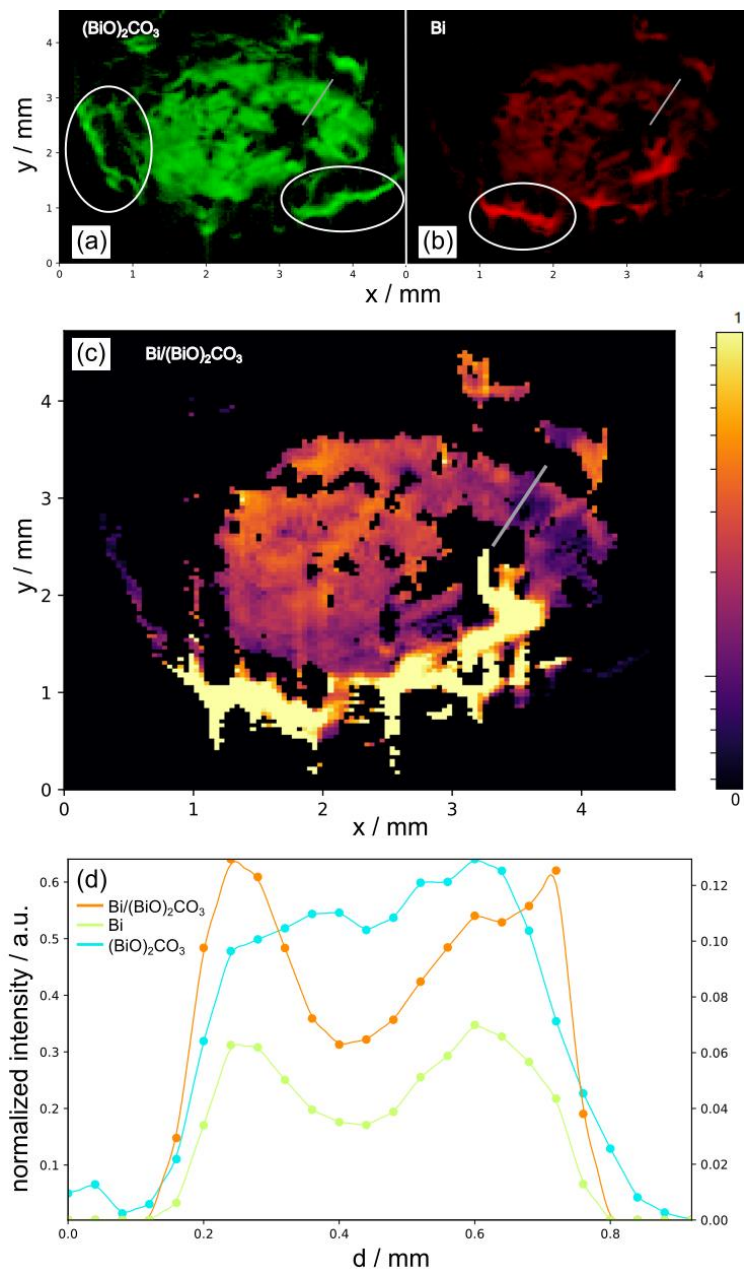 (BiO)₂CO₃
Bi
4
3
2
1
0
y / mm
(a)
(b)
0
1
2
3
4
0
1
2
3
4
x / mm
(c)
Bi/(BiO)₂CO₃
1
0
4
3
2
1
0
y / mm
0
1
2
3
4
x / mm
(d)
Bi/(BiO)₂CO₃
Bi
(BiO)₂CO₃
0.6
0.5
0.4
0.3
0.2
0.1
normalized intensity / a.u.
0.12
0.10
0.08
0.06
0.04
0.02
0.00
0.0
0.2
0.4
0.6
0.8
d / mm